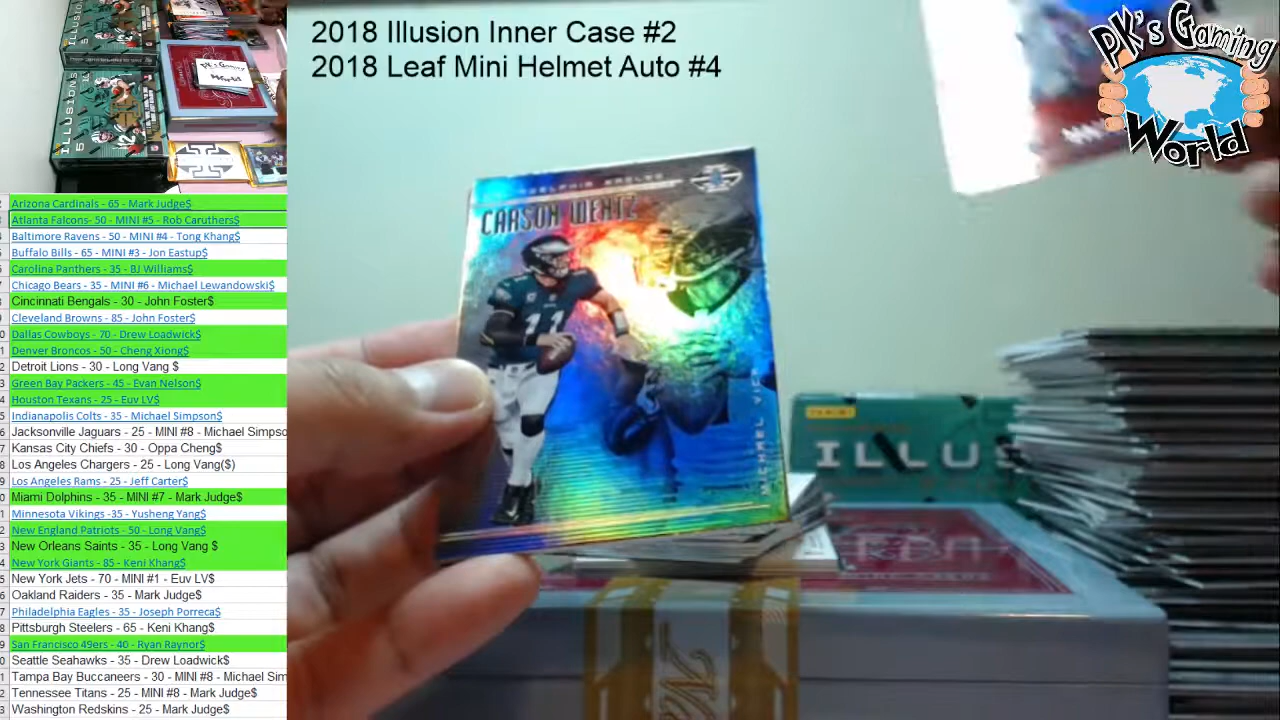 2018 Illusion Inner Case #2
2018 Leaf Mini Helmet Auto #4
PK's Gaming
World
ILLUSIONS
Arizona Cardinals - 65 - Mark Judge$
Atlanta Falcons- 50 - MINI #5 - Rob Caruthers$
Baltimore Ravens - 50 - MINI #4 - Tong Khang$
Buffalo Bills - 65 - MINI #3 - Jon Eastup$
Carolina Panthers - 35 - BJ Williams$
Chicago Bears - 35 - MINI #6 - Michael Lewandowski$
Cincinnati Bengals - 30 - John Foster$
Cleveland Browns - 85 - John Foster$
Dallas Cowboys - 70 - Drew Loadwick$
Denver Broncos - 50 - Cheng Xiong$
Detroit Lions - 30 - Long Vang $
Green Bay Packers - 45 - Evan Nelson$
Houston Texans - 25 - Euv LV$
Indianapolis Colts - 35 - Michael Simpson$
Jacksonville Jaguars - 25 - MINI #8 - Michael Simpso
Kansas City Chiefs - 30 - Oppa Cheng$
Los Angeles Chargers - 25 - Long Vang($)
Los Angeles Rams - 25 - Jeff Carter$
Miami Dolphins - 35 - MINI #7 - Mark Judge$
Minnesota Vikings -35 - Yusheng Yang$
New England Patriots - 50 - Long Vang$
New Orleans Saints - 35 - Long Vang $
New York Giants - 85 - Keni Khang$
New York Jets - 70 - MINI #1 - Euv LV$
Oakland Raiders - 35 - Mark Judge$
Philadelphia Eagles - 35 - Joseph Porreca$
Pittsburgh Steelers - 65 - Keni Khang$
San Francisco 49ers - 40 - Ryan Raynor$
Seattle Seahawks - 35 - Drew Loadwick$
Tampa Bay Buccaneers - 30 - MINI #8 - Michael Sim
Tennessee Titans - 25 - MINI #8 - Mark Judge$
Washington Redskins - 25 - Mark Judge$
CARSON WENTZ
11
MICHAEL VICK
PANINI
ILLUS